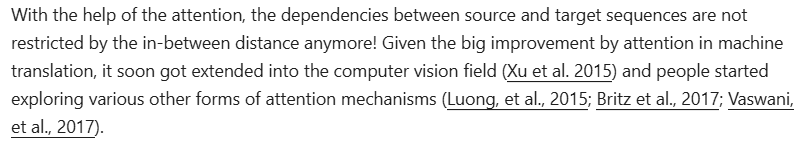 With the help of the attention, the dependencies between source and target sequences are not
restricted by the in-between distance anymore! Given the big improvement by attention in machine
translation, it soon got extended into the computer vision field (Xu et al. 2015) and people started
exploring various other forms of attention mechanisms (Luong, et al., 2015; Britz et al., 2017; Vaswani,
et al., 2017).